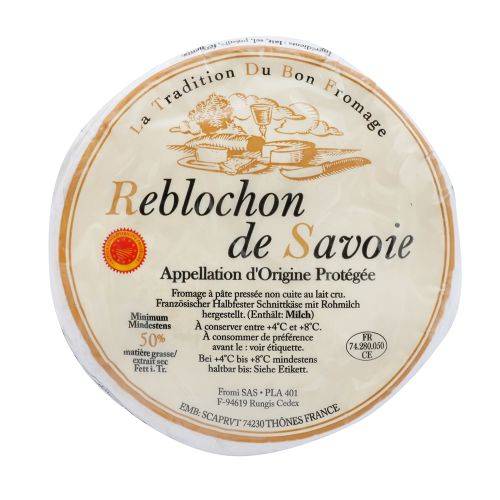 La Tradition Du Bon Fromage
Reblochon
de Savoie
Appellation d'Origine Protégée
Fromage à pâte pressée non cuite au lait cru.
Französischer Halbfester Schnittkäse mit Rohmilch
hergestellt. (Enthält: Milch)
À conserver entre +4°C et +8°C.
À consommer de préférence
avant le : voir étiquette.
Bei +4°C bis +8°C mindestens
haltbar bis: Siehe Etikett.
Minimum
Mindestens
50%
matière grasse/
extrait sec
Fett i. Tr.
FR
74.280.050
CE
Fromi SAS • PLA 401
F-94619 Rungis Cedex
EMB: SCAPRVT 74230 THÔNES FRANCE